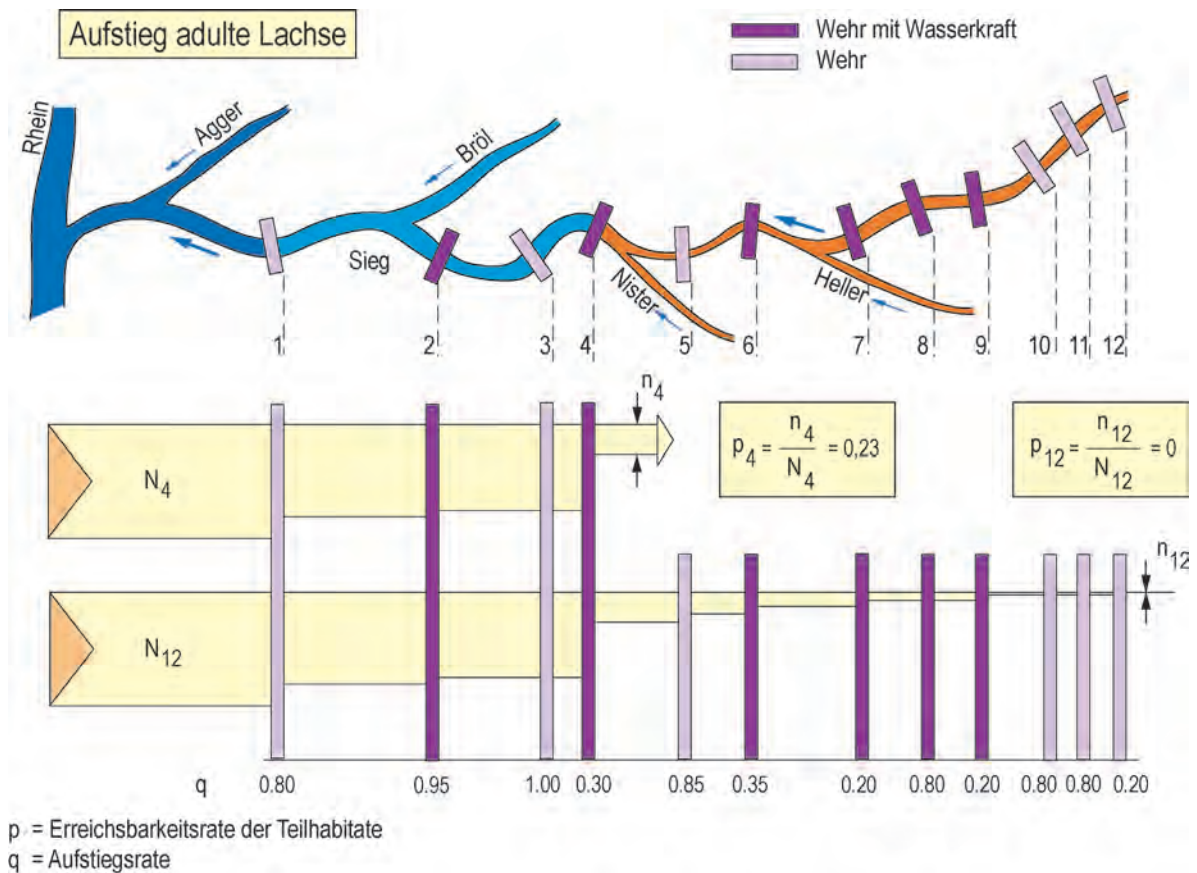 Aufstieg adulte Lachse
Wehr mit Wasserkraft
Wehr
Rhein
Agger
Bröl
Sieg
Nister
Heller
1 2 3 4 5 6 7 8 9 10 11 12
n4
N4
p4 = n4 / N4 = 0,23
p12 = n12 / N12 = 0
n12
N12
q 0.80 0.95 1.00 0.30 0.85 0.35 0.20 0.80 0.20 0.80 0.80 0.20
p = Erreichsbarkeitsrate der Teilhabitate
q = Aufstiegsrate